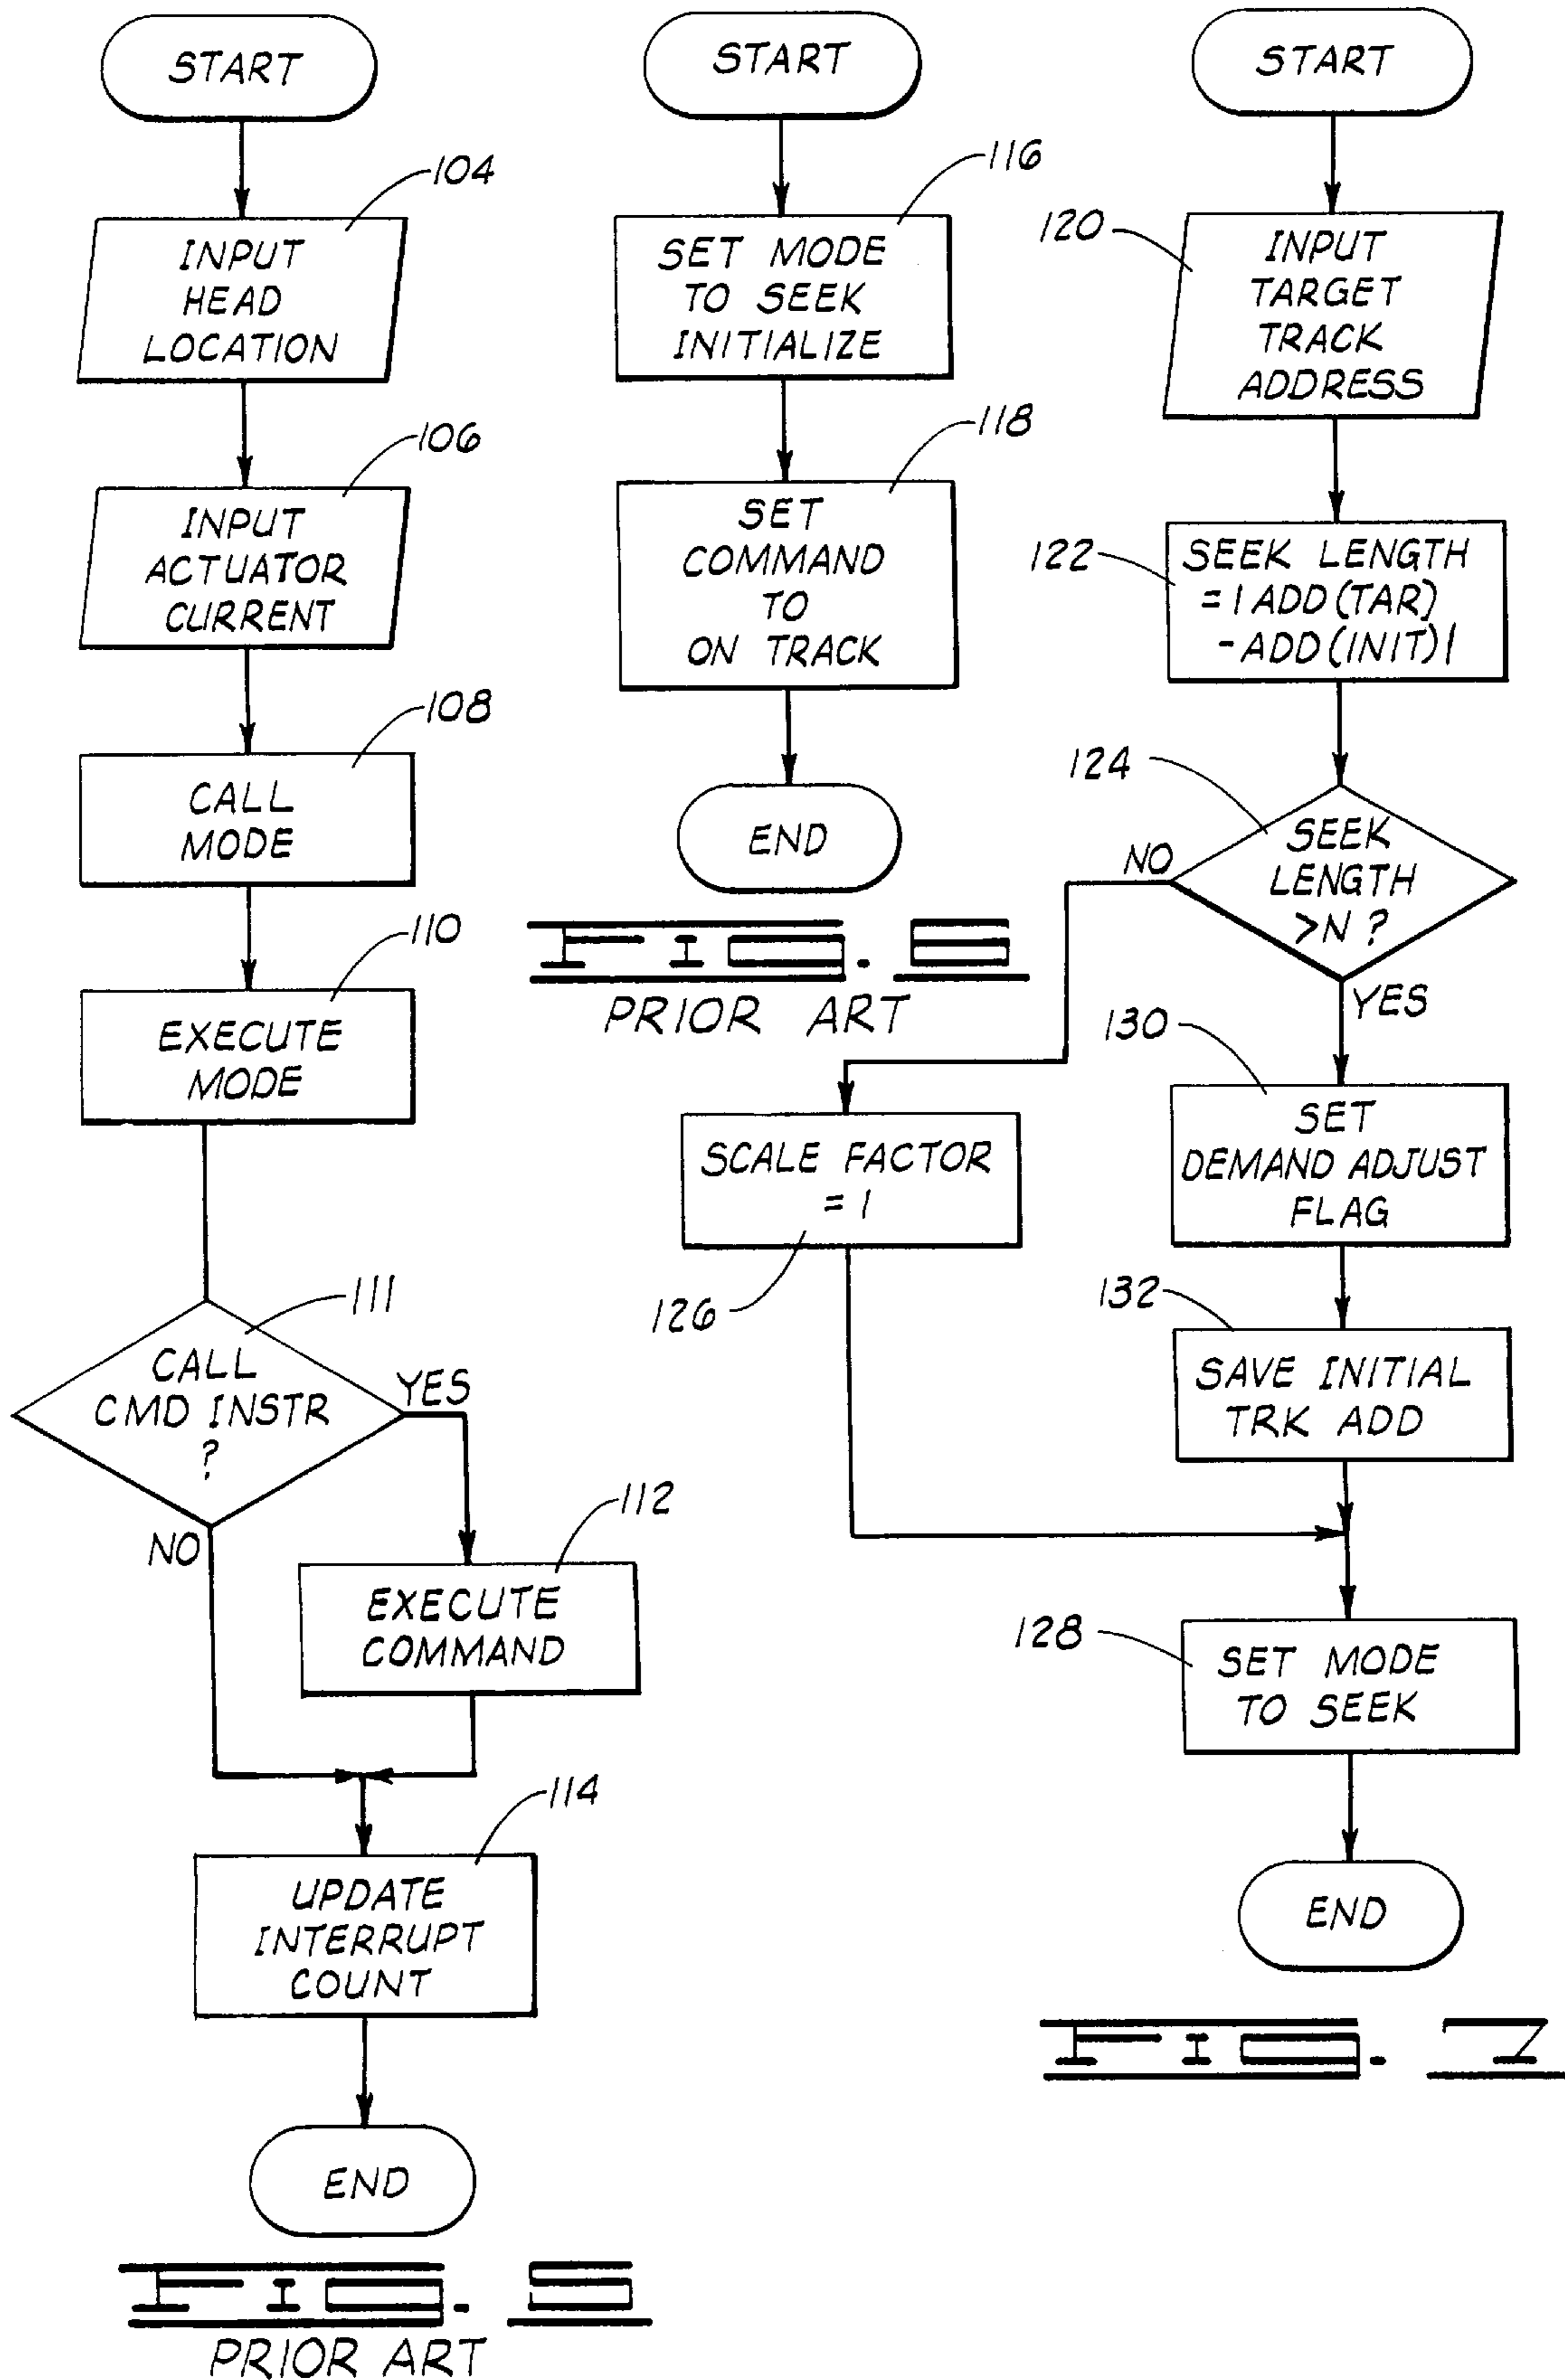 START
104
INPUT
HEAD
LOCATION
106
INPUT
ACTUATOR
CURRENT
108
CALL
MODE
110
EXECUTE
MODE
111
CALL
CMD INSTR
?
YES
NO
112
EXECUTE
COMMAND
114
UPDATE
INTERRUPT
COUNT
END
FIG. 5
PRIOR ART
START
116
SET MODE
TO SEEK
INITIALIZE
118
SET
COMMAND
TO
ON TRACK
END
FIG. 6
PRIOR ART
START
120
INPUT
TARGET
TRACK
ADDRESS
122
SEEK LENGTH
=|ADD(TAR)
-ADD(INIT)|
124
SEEK
LENGTH
>N ?
NO
YES
SCALE FACTOR
= 1
126
130
SET
DEMAND ADJUST
FLAG
132
SAVE INITIAL
TRK ADD
128
SET MODE
TO SEEK
END
FIG. 7